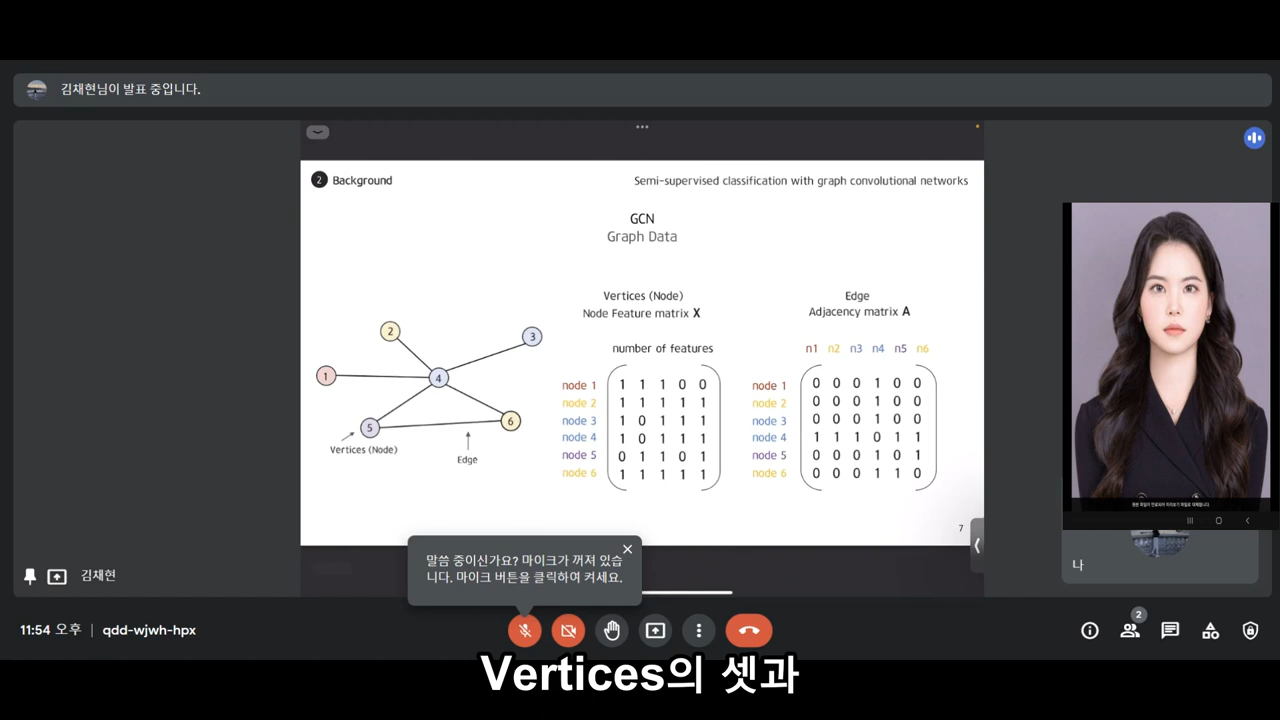 김채현님이 발표 중입니다.
2 Background
Semi-supervised classification with graph convolutional networks
GCN
Graph Data
Vertices (Node)
Node Feature matrix X
number of features
node 1 1 1 1 0 0
node 2 1 1 1 1 1
node 3 1 0 1 1 1
node 4 1 0 1 1 1
node 5 0 1 1 0 1
node 6 1 1 1 1 1
Edge
Adjacency matrix A
n1 n2 n3 n4 n5 n6
node 1 0 0 0 1 0 0
node 2 0 0 0 1 0 0
node 3 0 0 0 1 0 0
node 4 1 1 1 0 1 1
node 5 0 0 0 1 0 1
node 6 0 0 0 1 1 0
2
3
1
4
5
6
Vertices (Node)
Edge
7
말씀 중이신가요? 마이크가 꺼져 있습
니다. 마이크 버튼을 클릭하여 켜세요.
김채현
나
11:54 오후 | qdd-wjwh-hpx
2
Vertices의 셋과